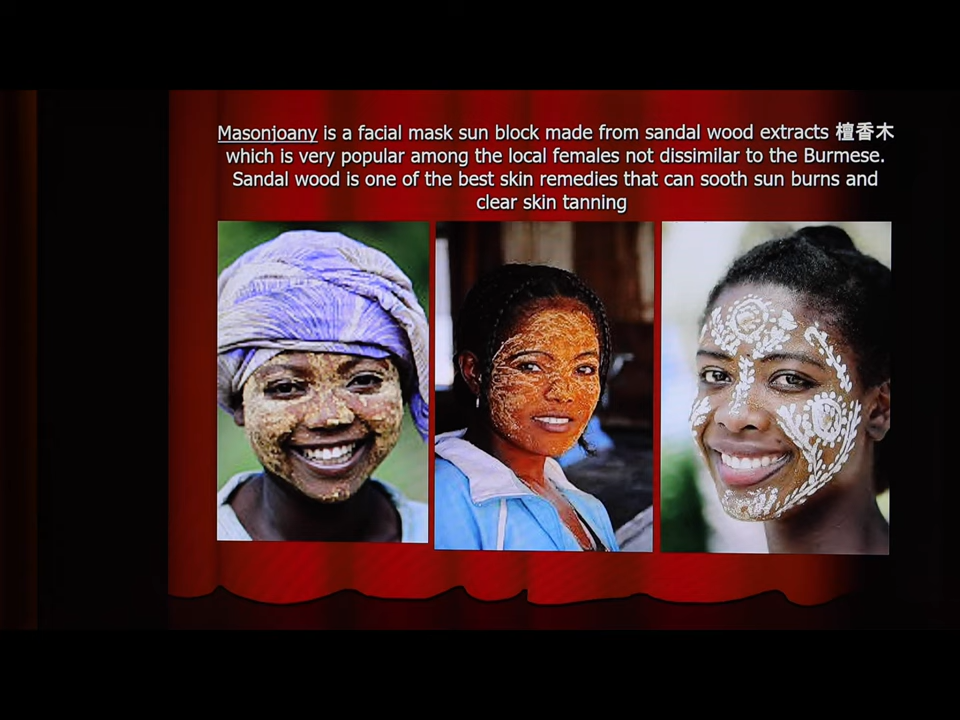 Masonjoany is a facial mask sun block made from sandal wood extracts 檀香木
which is very popular among the local females not dissimilar to the Burmese.
Sandal wood is one of the best skin remedies that can sooth sun burns and
clear skin tanning